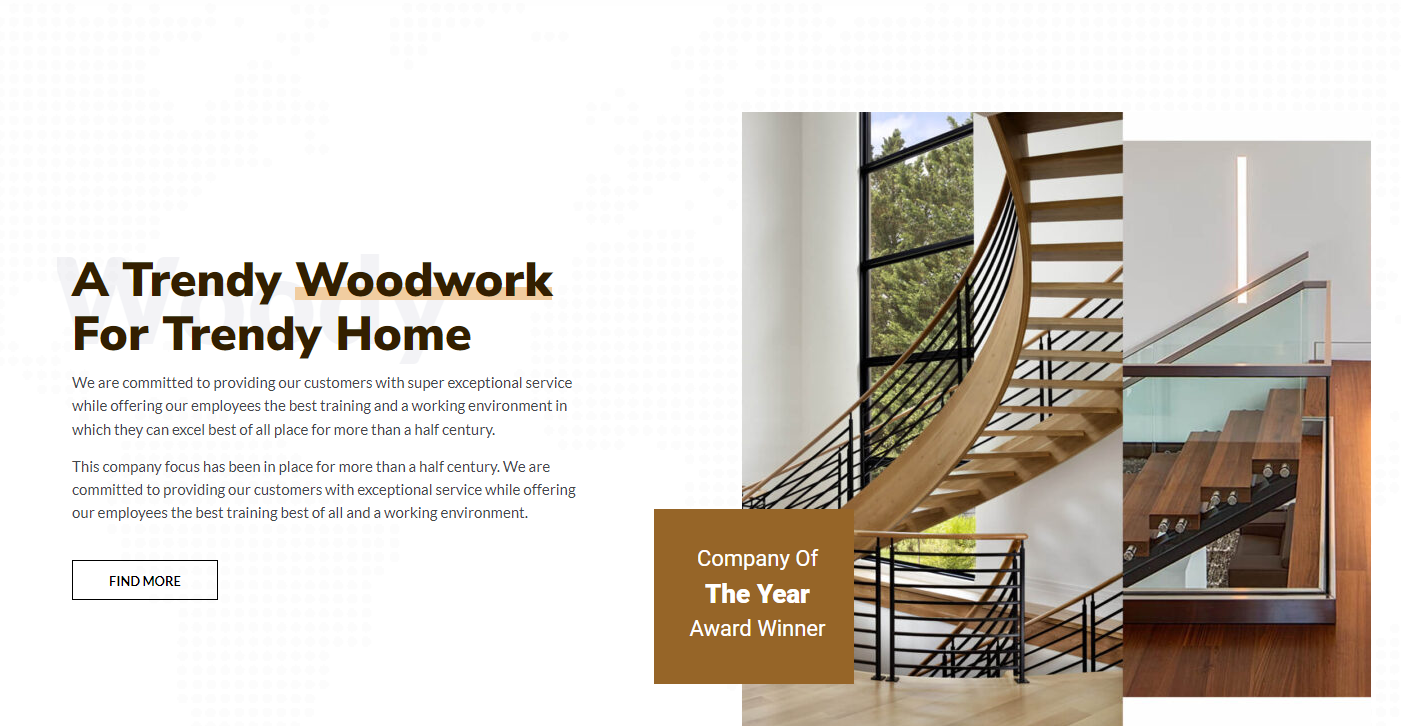 Woody
A Trendy Woodwork
For Trendy Home
We are committed to providing our customers with super exceptional service
while offering our employees the best training and a working environment in
which they can excel best of all place for more than a half century.
This company focus has been in place for more than a half century. We are
committed to providing our customers with exceptional service while offering
our employees the best training best of all and a working environment.
FIND MORE
Company Of
The Year
Award Winner